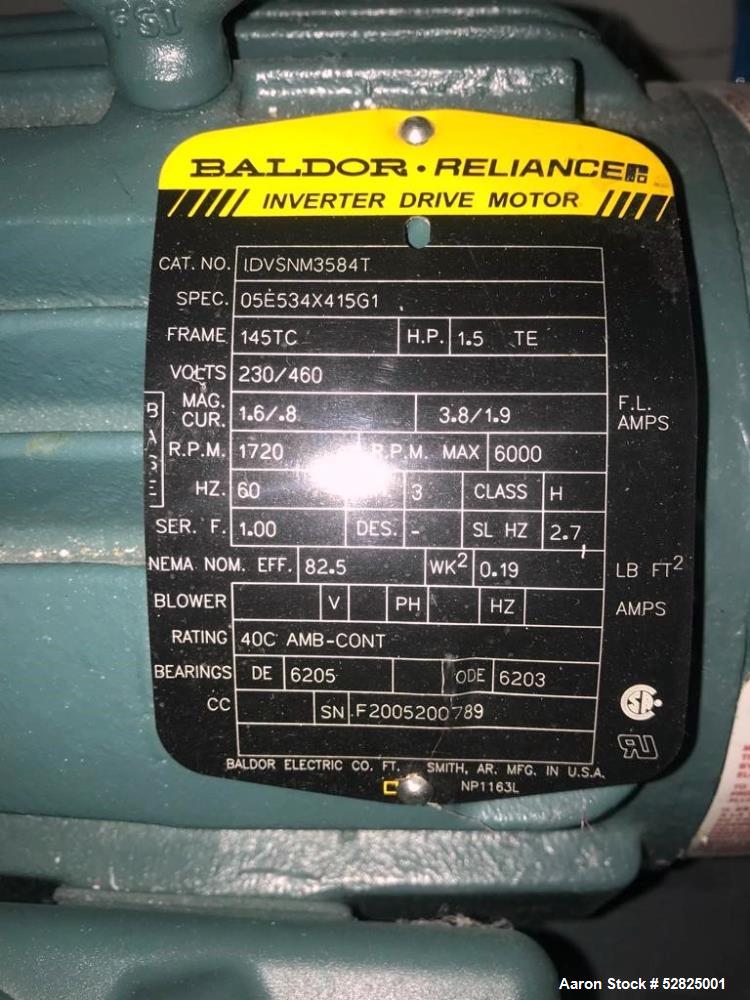 FSI
BALDOR • RELIANCE
INVERTER DRIVE MOTOR
CAT. NO. IDVSNM3584T
SPEC. 05E534X415G1
FRAME 145TC H.P. 1.5 TE
VOLTS 230/460
MAG. CUR. 1.6/.8 3.8/1.9 F.L. AMPS
BASE
R.P.M. 1720 R.P.M. MAX 6000
HZ. 60 3 CLASS H
SER. F. 1.00 DES. - SL HZ 2.7
NEMA NOM. EFF. 82.5 WK2 0.19 LB FT2
BLOWER V PH HZ AMPS
RATING 40C AMB-CONT
BEARINGS DE 6205 ODE 6203
CC SN F2005200789
BALDOR ELECTRIC CO. FT. SMITH, AR. MFG. IN U.S.A.
NP1163L
Aaron Stock # 52825001